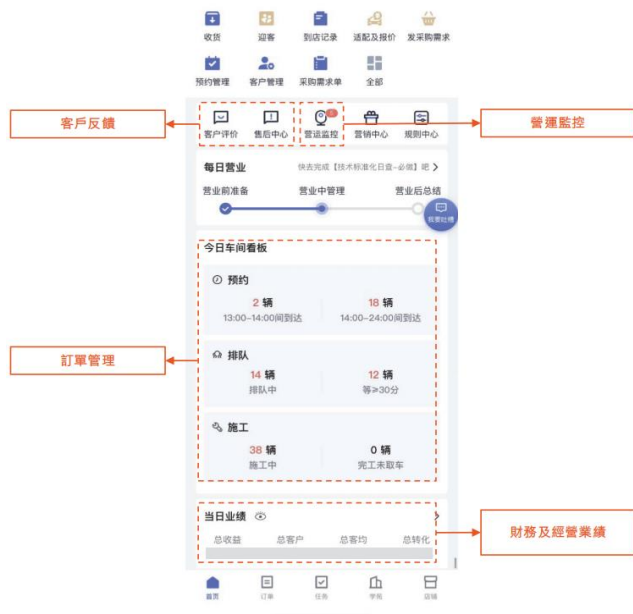 收货 迎客 到店记录 适配及报价 发采购需求
预约管理 客户管理 采购需求单 全部
客戶反饋
客户评价 售后中心 营运监控 营销中心 规则中心
營運監控
每日营业 快去完成【技术标准化日查-必做】吧 >
营业前准备 营业中管理 营业后总结
我要吐槽
今日车间看板
预约
2 辆 18 辆
13:00-14:00间到达 14:00-24:00间到达
訂單管理
排队
14 辆 12 辆
排队中 等≥30分
施工
38 辆 0 辆
施工中 完工未取车
当日业绩 >
總收益 总客户 总客均 总转化
財務及經營業績
首页 订单 任务 学苑 店铺